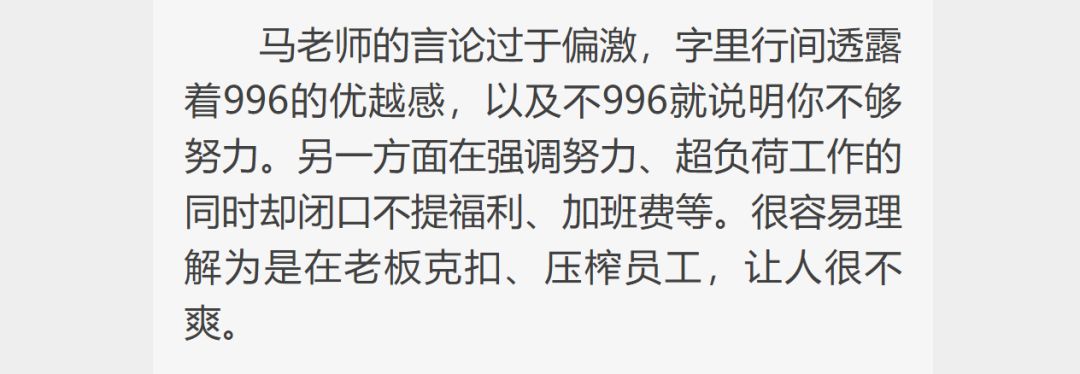 马老师的言论过于偏激，字里行间透露
着996的优越感，以及不996就说明你不够
努力。另一方面在强调努力、超负荷工作的
同时却闭口不提福利、加班费等。很容易理
解为是在老板克扣、压榨员工，让人很不
爽。